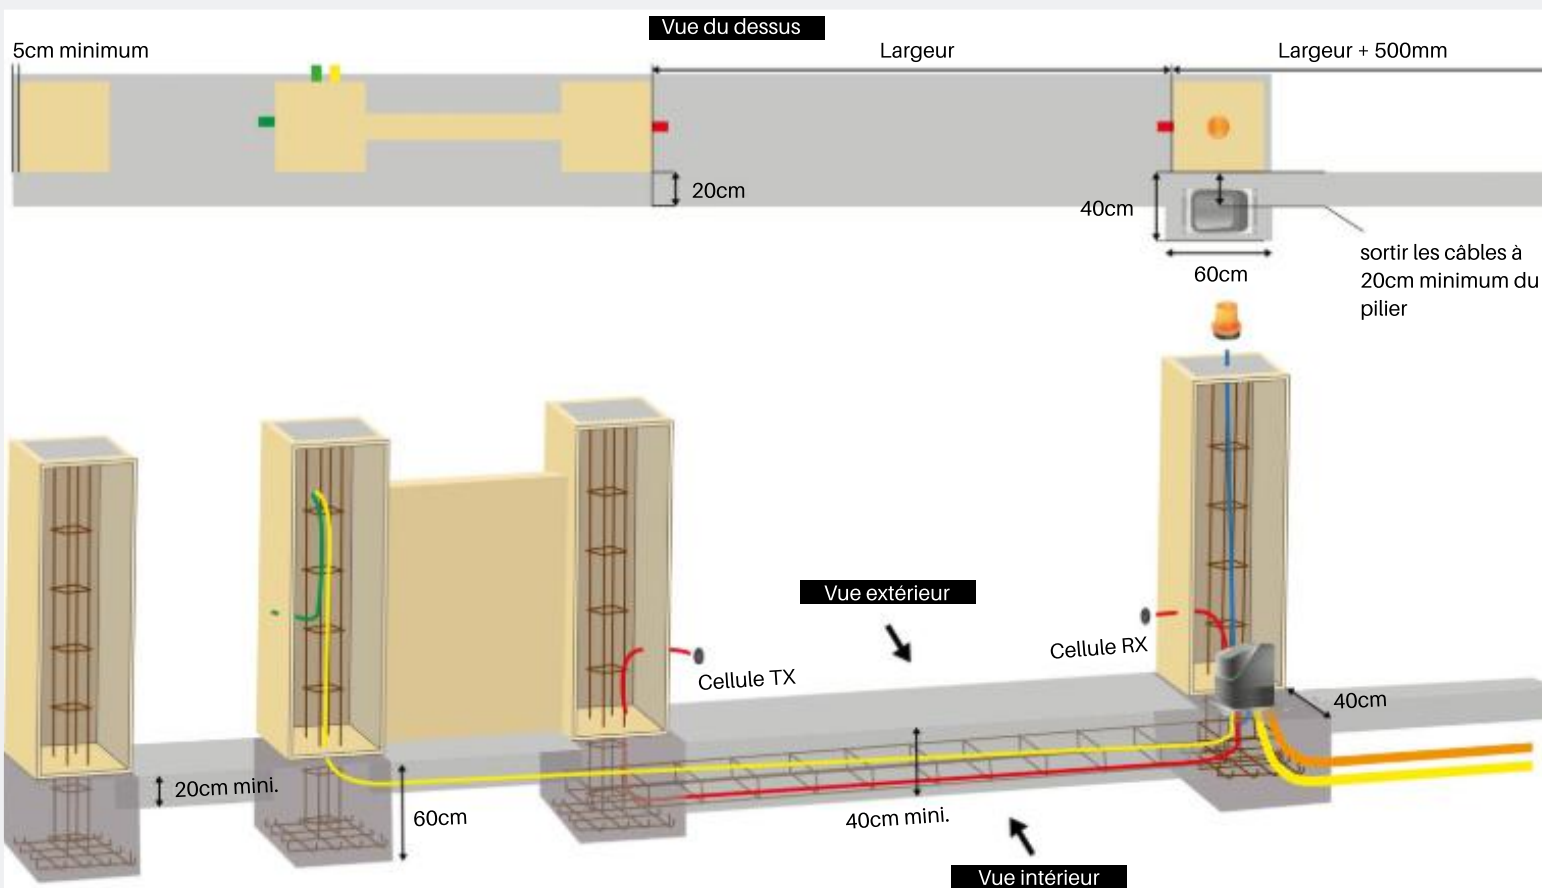 Vue du dessus
5cm minimum
Largeur
Largeur + 500mm
20cm
40cm
60cm
sortir les câbles à
20cm minimum du
pilier
Vue extérieur
Cellule RX
Cellule TX
40cm
20cm mini.
60cm
40cm mini.
Vue intérieur